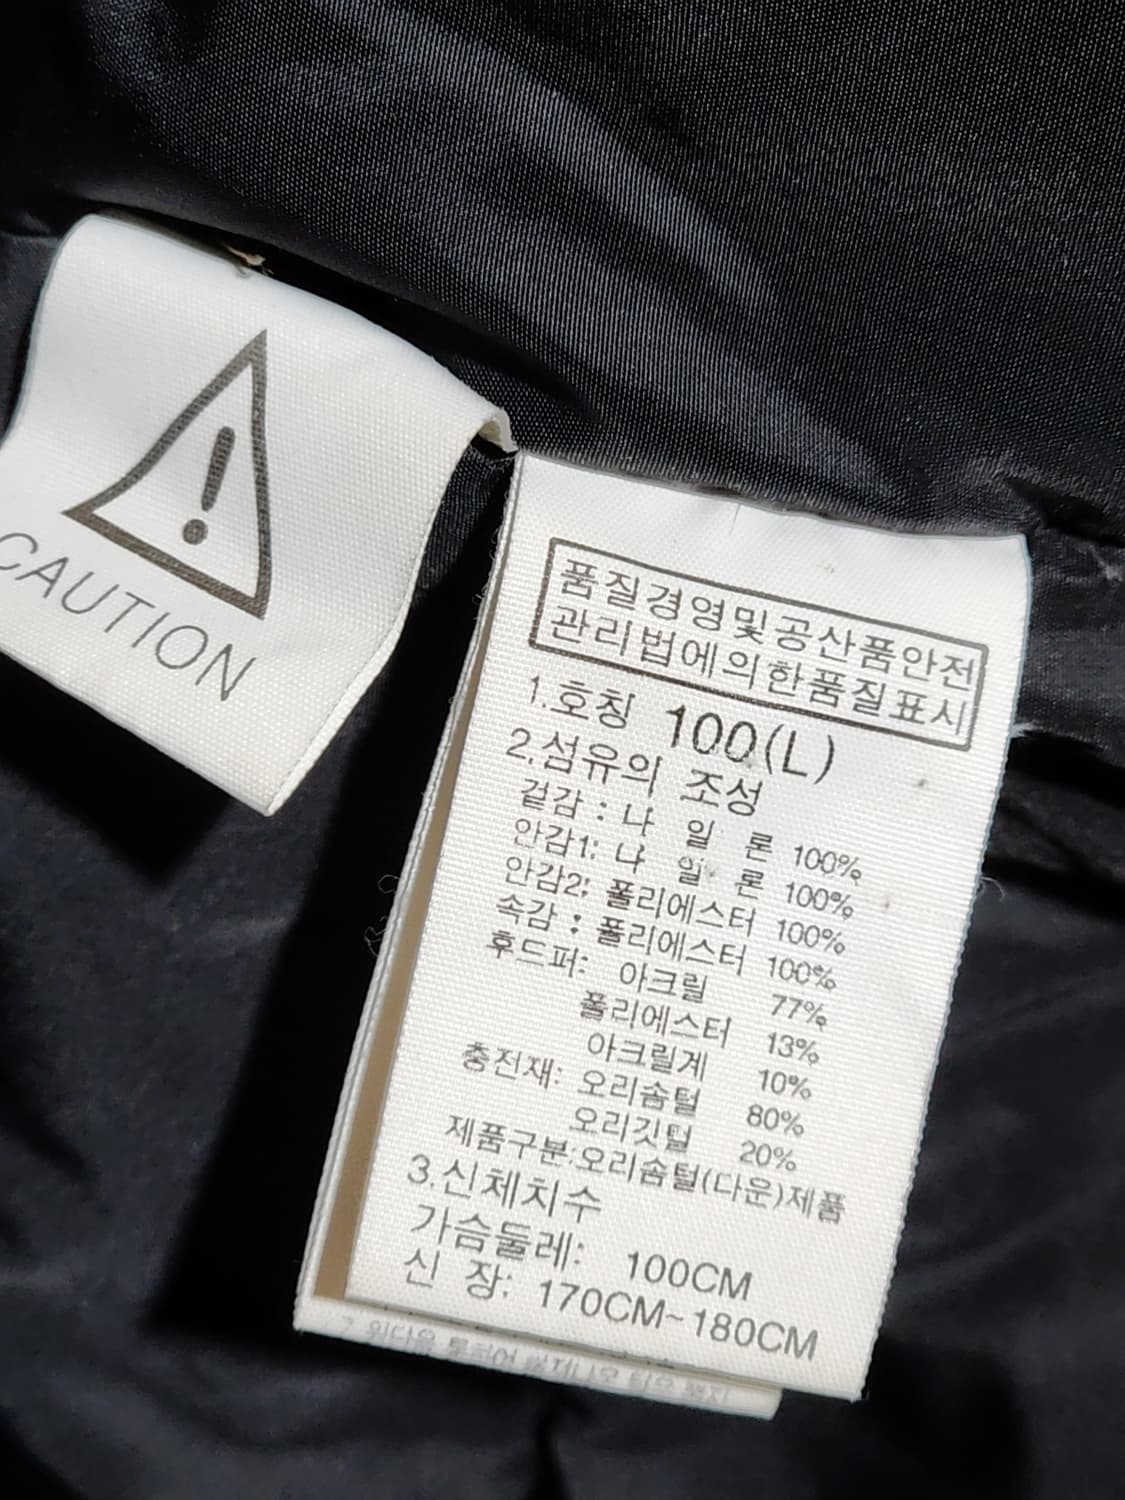 CAUTION
품질경영및공산품안전
관리법에의한품질표시
1.호칭 100(L)
2.섬유의 조성
겉감 : 나 일 론 100%
안감1: 나 일 론 100%
안감2: 폴리에스터 100%
속감 : 폴리에스터 100%
후드퍼: 아크릴 77%
폴리에스터 13%
아크릴계 10%
충전재: 오리솜털 80%
오리깃털 20%
제품구분:오리솜털(다운)제품
3.신체치수
가슴둘레: 100CM
신 장: 170CM~180CM